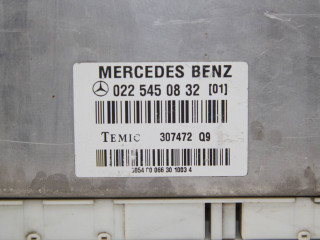 MERCEDES BENZ
022 545 08 32 [01]
TEMIC 307472 Q9